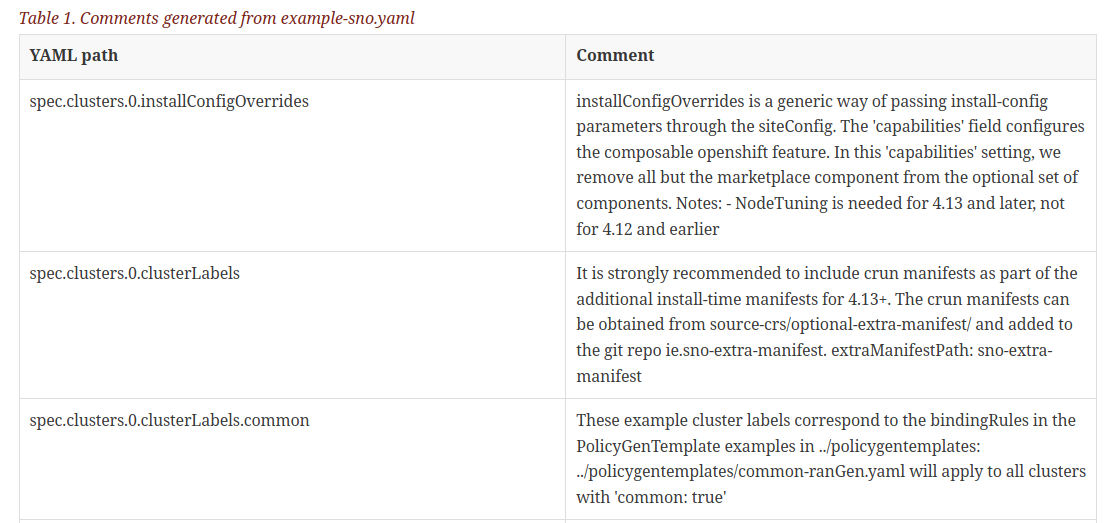 Table 1. Comments generated from example-sno.yaml
YAML path
Comment
spec.clusters.0.installConfigOverrides
installConfigOverrides is a generic way of passing install-config
parameters through the siteConfig. The 'capabilities' field configures
the composable openshift feature. In this 'capabilities' setting, we
remove all but the marketplace component from the optional set of
components. Notes: - NodeTuning is needed for 4.13 and later, not
for 4.12 and earlier
spec.clusters.0.clusterLabels
It is strongly recommended to include crun manifests as part of the
additional install-time manifests for 4.13+. The crun manifests can
be obtained from source-crs/optional-extra-manifest/ and added to
the git repo ie.sno-extra-manifest. extraManifestPath: sno-extra-
manifest
spec.clusters.0.clusterLabels.common
These example cluster labels correspond to the bindingRules in the
PolicyGenTemplate examples in ../policygentemplates:
../policygentemplates/common-ranGen.yaml will apply to all clusters
with 'common: true'